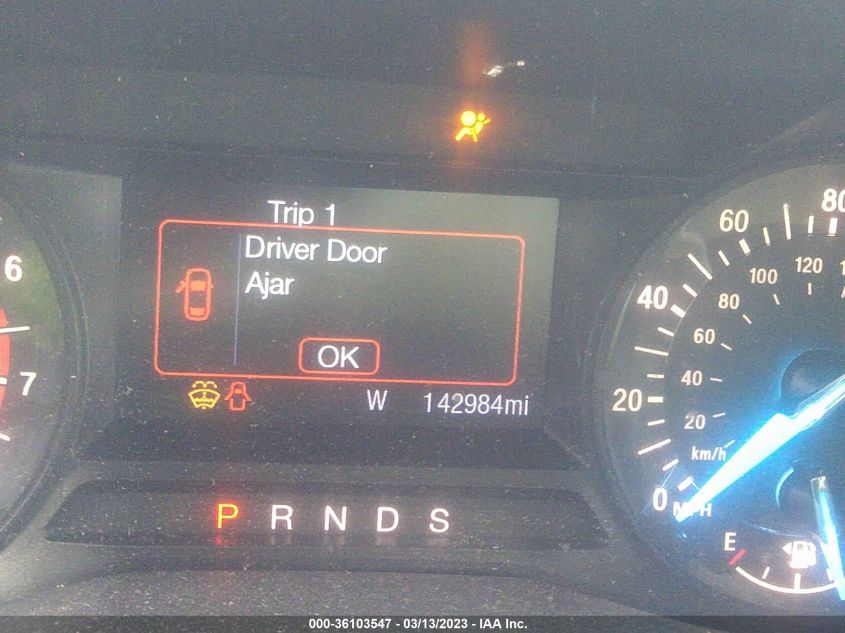 Trip 1
Driver Door
Ajar
OK
W 142984mi
P R N D S
6
7
0
20
40
60
80
MPH
20
40
60
80
100
120
km/h
E
000-36103547 - 03/13/2023 - IAA Inc.